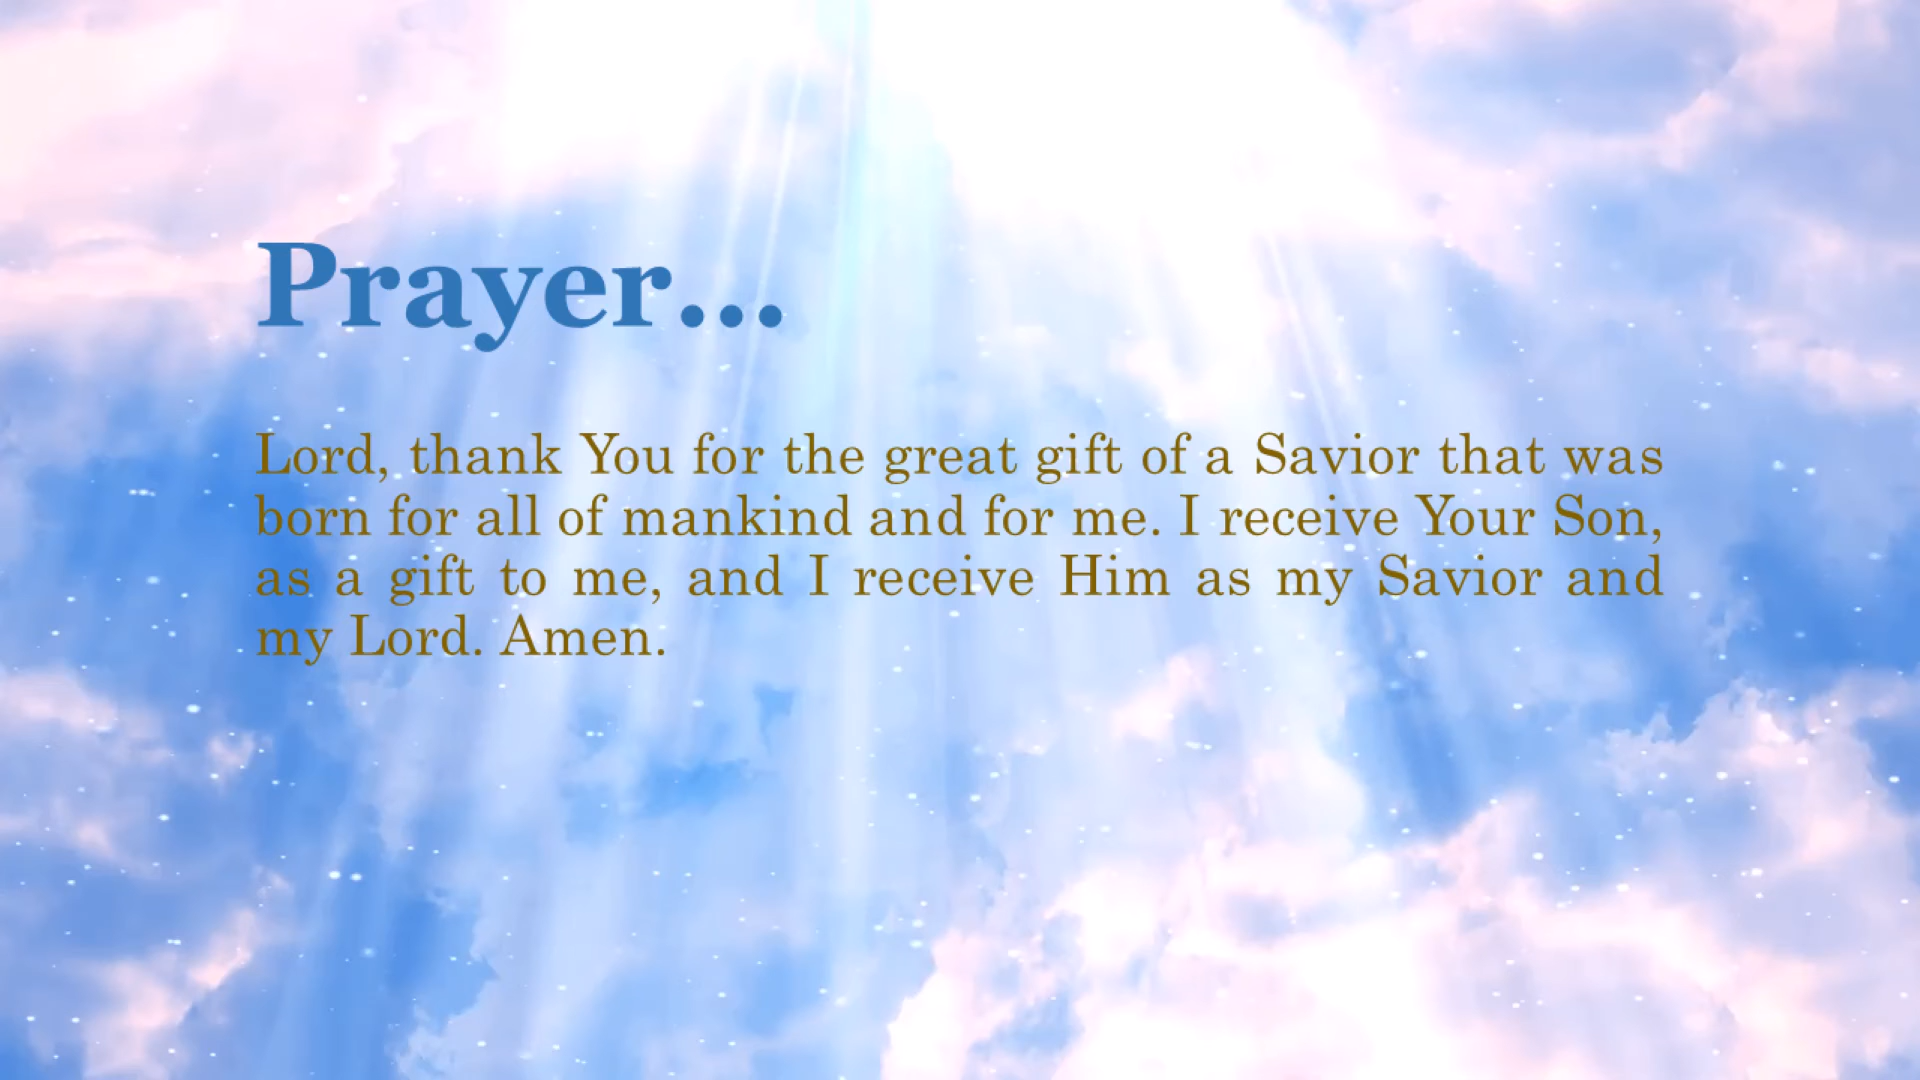 Prayer...
Lord, thank You for the great gift of a Savior that was
born for all of mankind and for me. I receive Your Son,
as a gift to me, and I receive Him as my Savior and
my Lord. Amen.